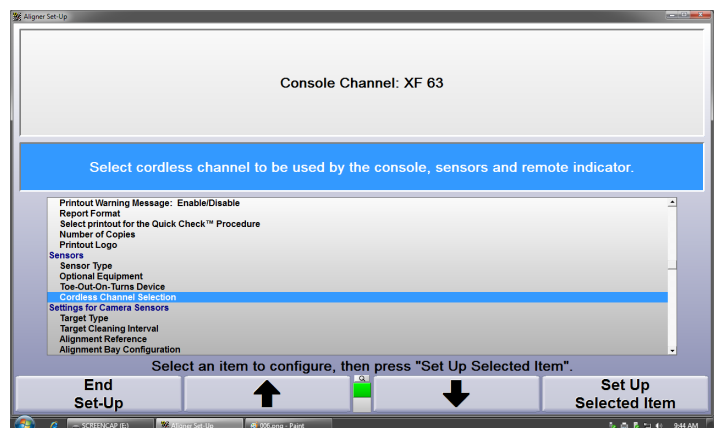 Aligner Set-Up
Console Channel: XF 63
Select cordless channel to be used by the console, sensors and remote indicator.
Printout Warning Message: Enable/Disable
Report Format
Select printout for the Quick Check™ Procedure
Number of Copies
Printout Logo
Sensors
Sensor Type
Optional Equipment
Toe-Out-On-Turns Device
Cordless Channel Selection
Settings for Camera Sensors
Target Type
Target Cleaning Interval
Alignment Reference
Alignment Bay Configuration
Select an item to configure, then press "Set Up Selected Item".
End
Set-Up
Set Up
Selected Item
SCREENCAP (E:) Aligner Set-Up 006.png - Paint 9:44 AM